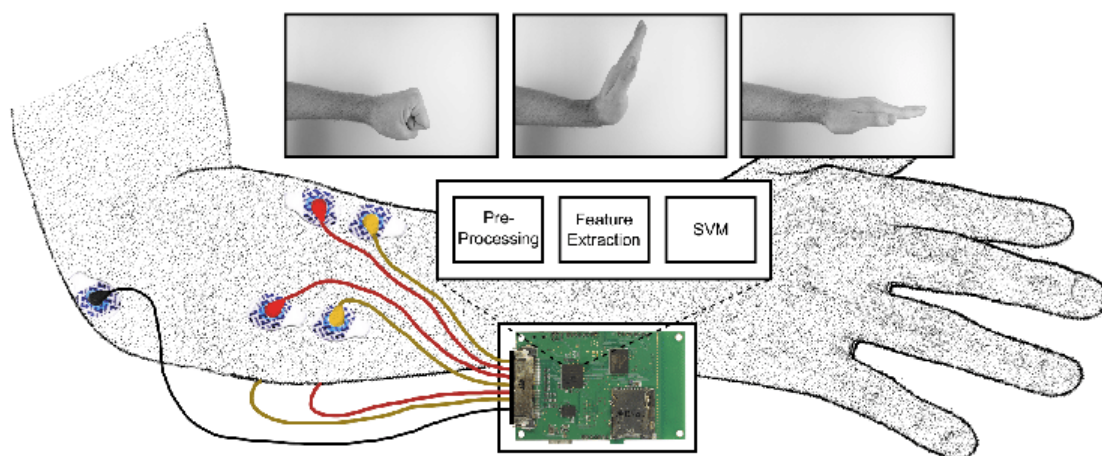 Pre-
Processing
Feature
Extraction
SVM